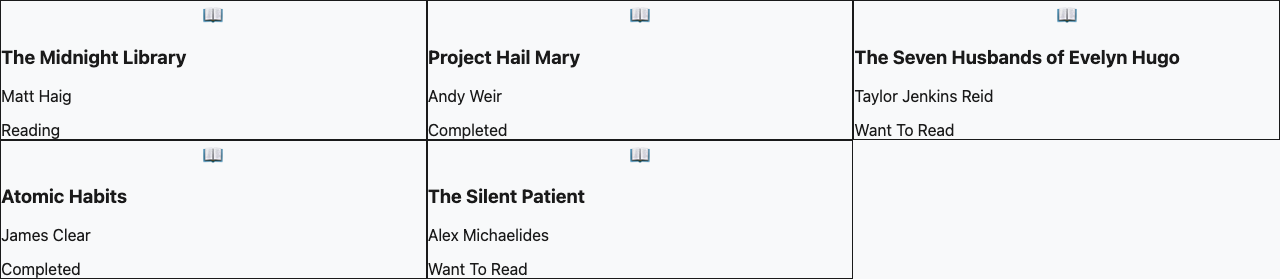 The Midnight Library
Matt Haig
Reading
Project Hail Mary
Andy Weir
Completed
The Seven Husbands of Evelyn Hugo
Taylor Jenkins Reid
Want To Read
Atomic Habits
James Clear
Completed
The Silent Patient
Alex Michaelides
Want To Read